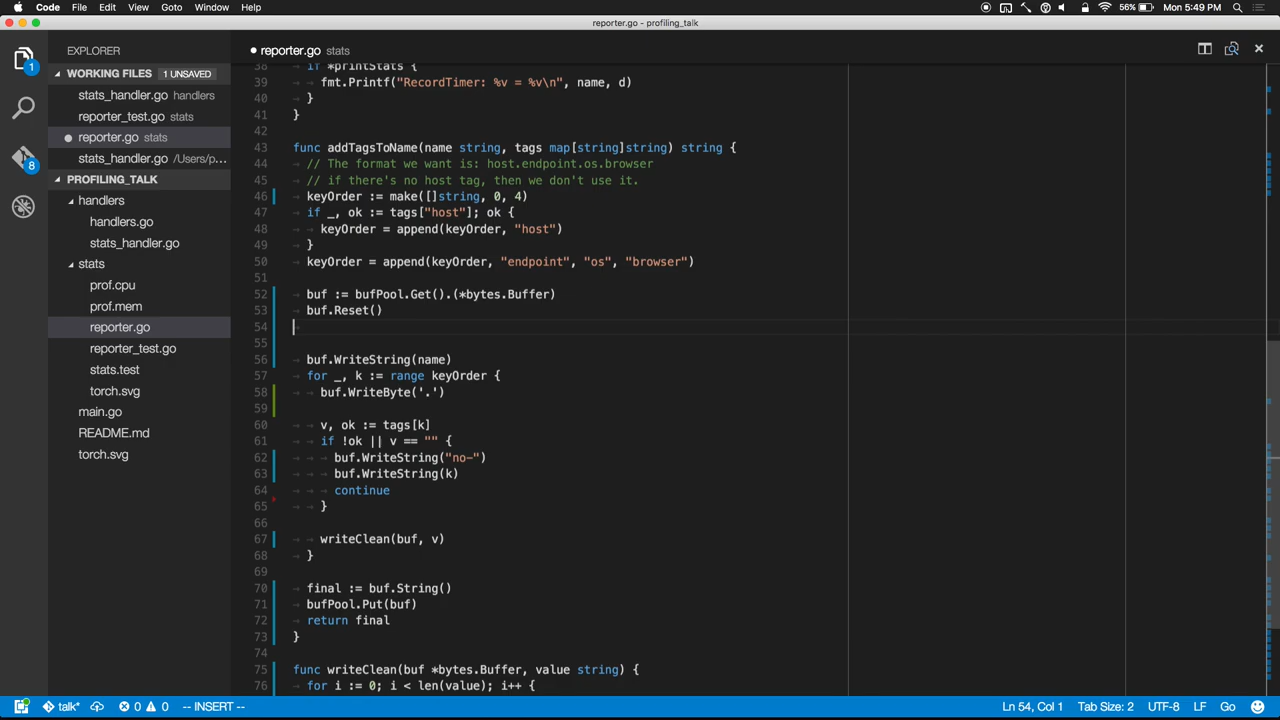 Code File Edit View Goto Window Help 56% Mon 5:49 PM
reporter.go - profiling_talk
EXPLORER
WORKING FILES 1 UNSAVED
stats_handler.go handlers
reporter_test.go stats
reporter.go stats
stats_handler.go /Users/p...
PROFILING_TALK
handlers
handlers.go
stats_handler.go
stats
prof.cpu
prof.mem
reporter.go
reporter_test.go
stats.test
torch.svg
main.go
README.md
torch.svg
1
8
reporter.go stats
38 if *printStats {
39 fmt.Printf("RecordTimer: %v = %v\n", name, d)
40 }
41 }
42
43 func addTagsToName(name string, tags map[string]string) string {
44 // The format we want is: host.endpoint.os.browser
45 // if there's no host tag, then we don't use it.
46 keyOrder := make([]string, 0, 4)
47 if _, ok := tags["host"]; ok {
48 keyOrder = append(keyOrder, "host")
49 }
50 keyOrder = append(keyOrder, "endpoint", "os", "browser")
51
52 buf := bufPool.Get().(*bytes.Buffer)
53 buf.Reset()
54
55
56 buf.WriteString(name)
57 for _, k := range keyOrder {
58 buf.WriteByte('.')
59
60 v, ok := tags[k]
61 if !ok || v == "" {
62 buf.WriteString("no-")
63 buf.WriteString(k)
64 continue
65 }
66
67 writeClean(buf, v)
68 }
69
70 final := buf.String()
71 bufPool.Put(buf)
72 return final
73 }
74
75 func writeClean(buf *bytes.Buffer, value string) {
76 for i := 0; i < len(value); i++ {
talk* 0 0 -- INSERT -- Ln 54, Col 1 Tab Size: 2 UTF-8 LF Go